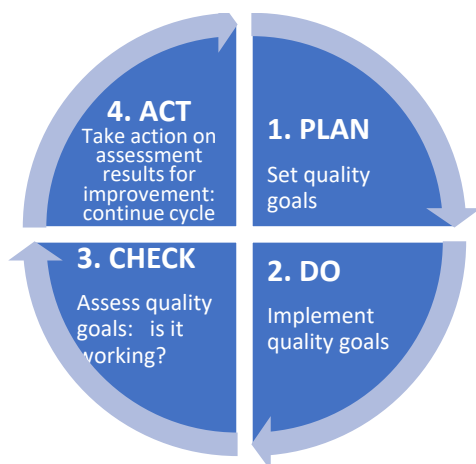 1. PLAN
Set quality
goals
2. DO
Implement
quality goals
3. CHECK
Assess quality
goals: is it
working?
4. ACT
Take action on
assessment
results for
improvement:
continue cycle